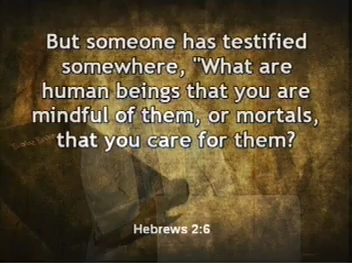 But someone has testified
somewhere, "What are
human beings that you are
mindful of them, or mortals,
that you care for them?
Hebrews 2:6